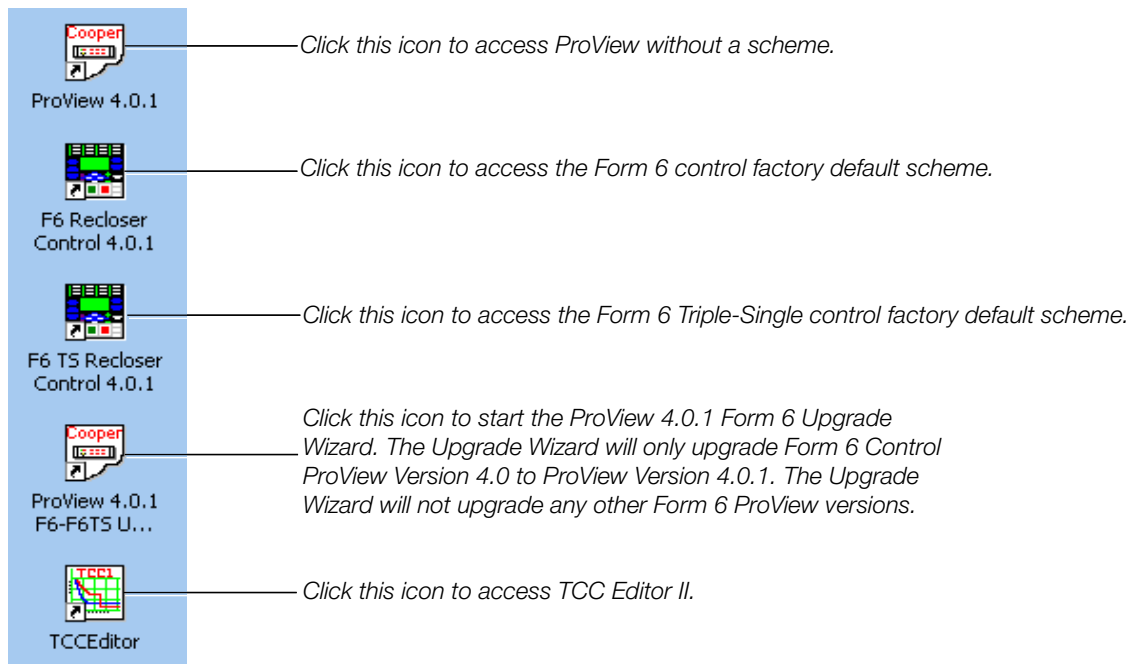 Cooper
ProView 4.0.1
Click this icon to access ProView without a scheme.
F6 Recloser
Control 4.0.1
Click this icon to access the Form 6 control factory default scheme.
F6 TS Recloser
Control 4.0.1
Click this icon to access the Form 6 Triple-Single control factory default scheme.
Cooper
ProView 4.0.1
F6-F6TS U...
Click this icon to start the ProView 4.0.1 Form 6 Upgrade
Wizard. The Upgrade Wizard will only upgrade Form 6 Control
ProView Version 4.0 to ProView Version 4.0.1. The Upgrade
Wizard will not upgrade any other Form 6 ProView versions.
TCC1
TCCEditor
Click this icon to access TCC Editor II.